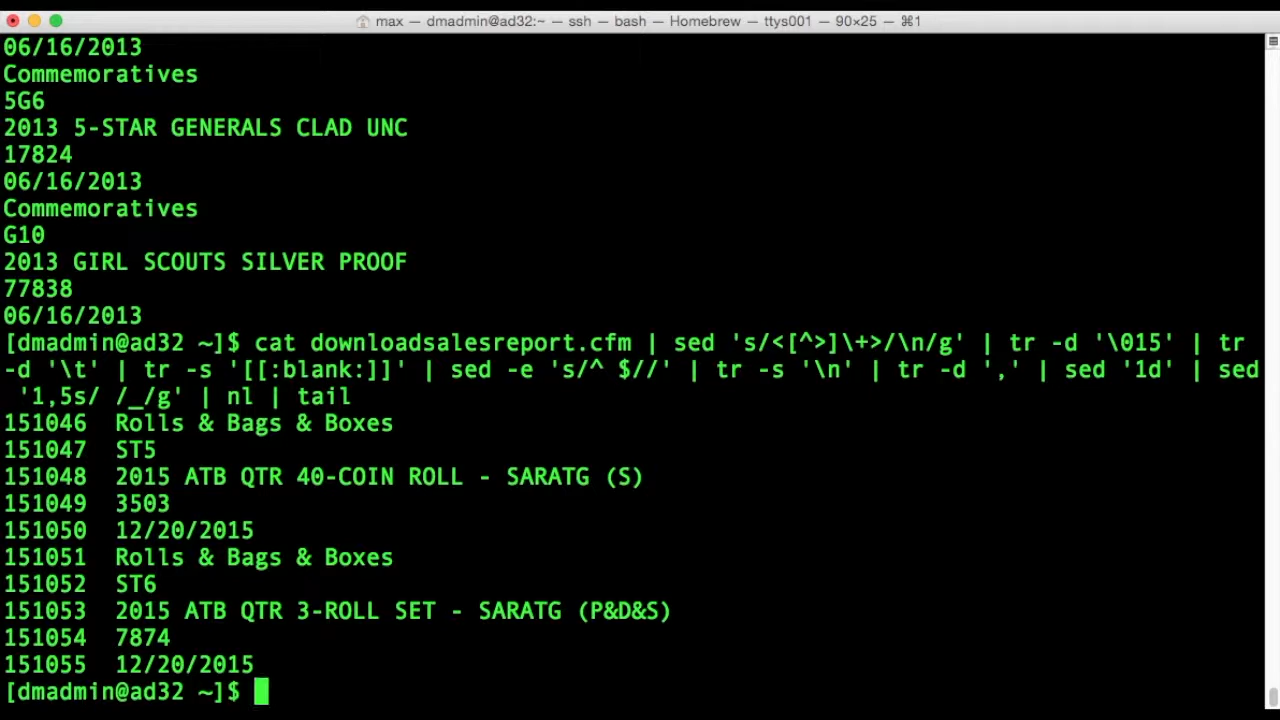 max — dmadmin@ad32:~ — ssh — bash — Homebrew — ttys001 — 90×25 — ⌘1
06/16/2013
Commemoratives
5G6
2013 5-STAR GENERALS CLAD UNC
17824
06/16/2013
Commemoratives
G10
2013 GIRL SCOUTS SILVER PROOF
77838
06/16/2013
[dmadmin@ad32 ~]$ cat downloadsalesreport.cfm | sed 's/<[^>]\+>/\n/g' | tr -d '\015' | tr
-d '\t' | tr -s '[[:blank:]]' | sed -e 's/^ $//' | tr -s '\n' | tr -d ',' | sed '1d' | sed
'1,5s/ /_/g' | nl | tail
151046  Rolls & Bags & Boxes
151047  ST5
151048  2015 ATB QTR 40-COIN ROLL - SARATG (S)
151049  3503
151050  12/20/2015
151051  Rolls & Bags & Boxes
151052  ST6
151053  2015 ATB QTR 3-ROLL SET - SARATG (P&D&S)
151054  7874
151055  12/20/2015
[dmadmin@ad32 ~]$